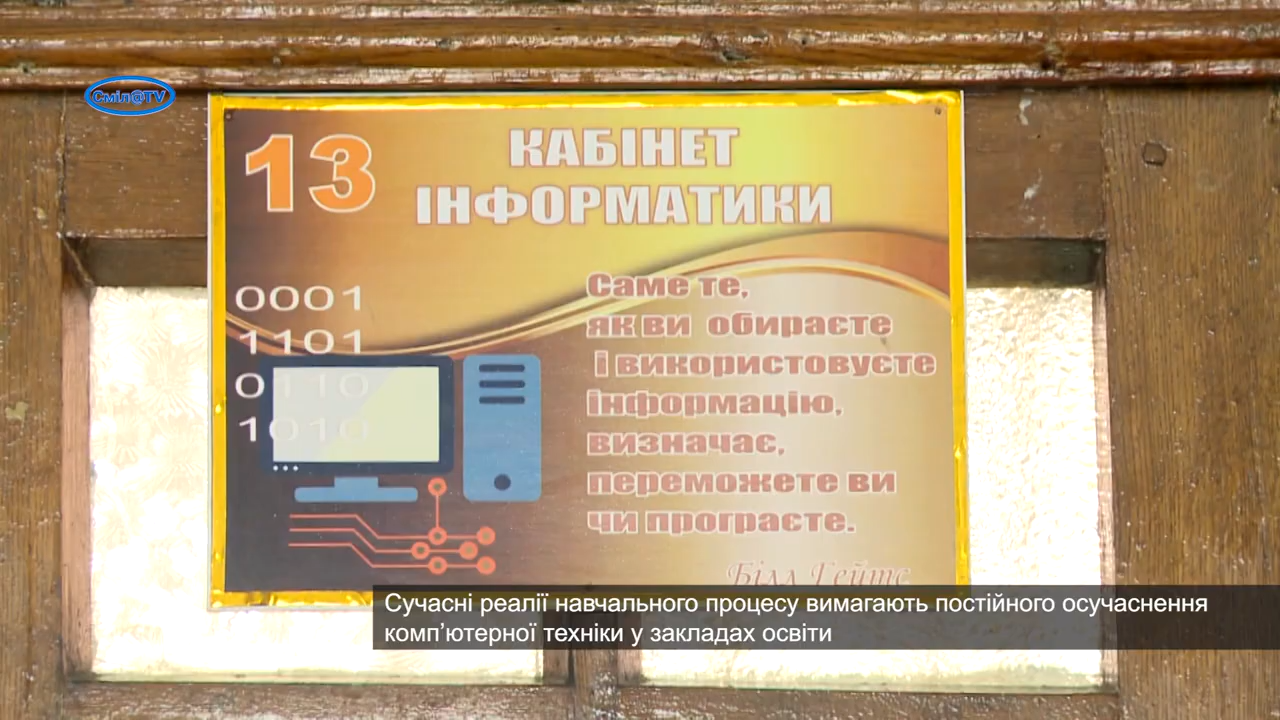 Сміл@TV
13
КАБІНЕТ
ІНФОРМАТИКИ
0001
1101
0110
1010
Саме те,
як ви обираєте
і використовуєте
інформацію,
визначає,
переможете ви
чи програєте.
Білл Гейтс
Сучасні реалії навчального процесу вимагають постійного осучаснення
комп’ютерної техніки у закладах освіти